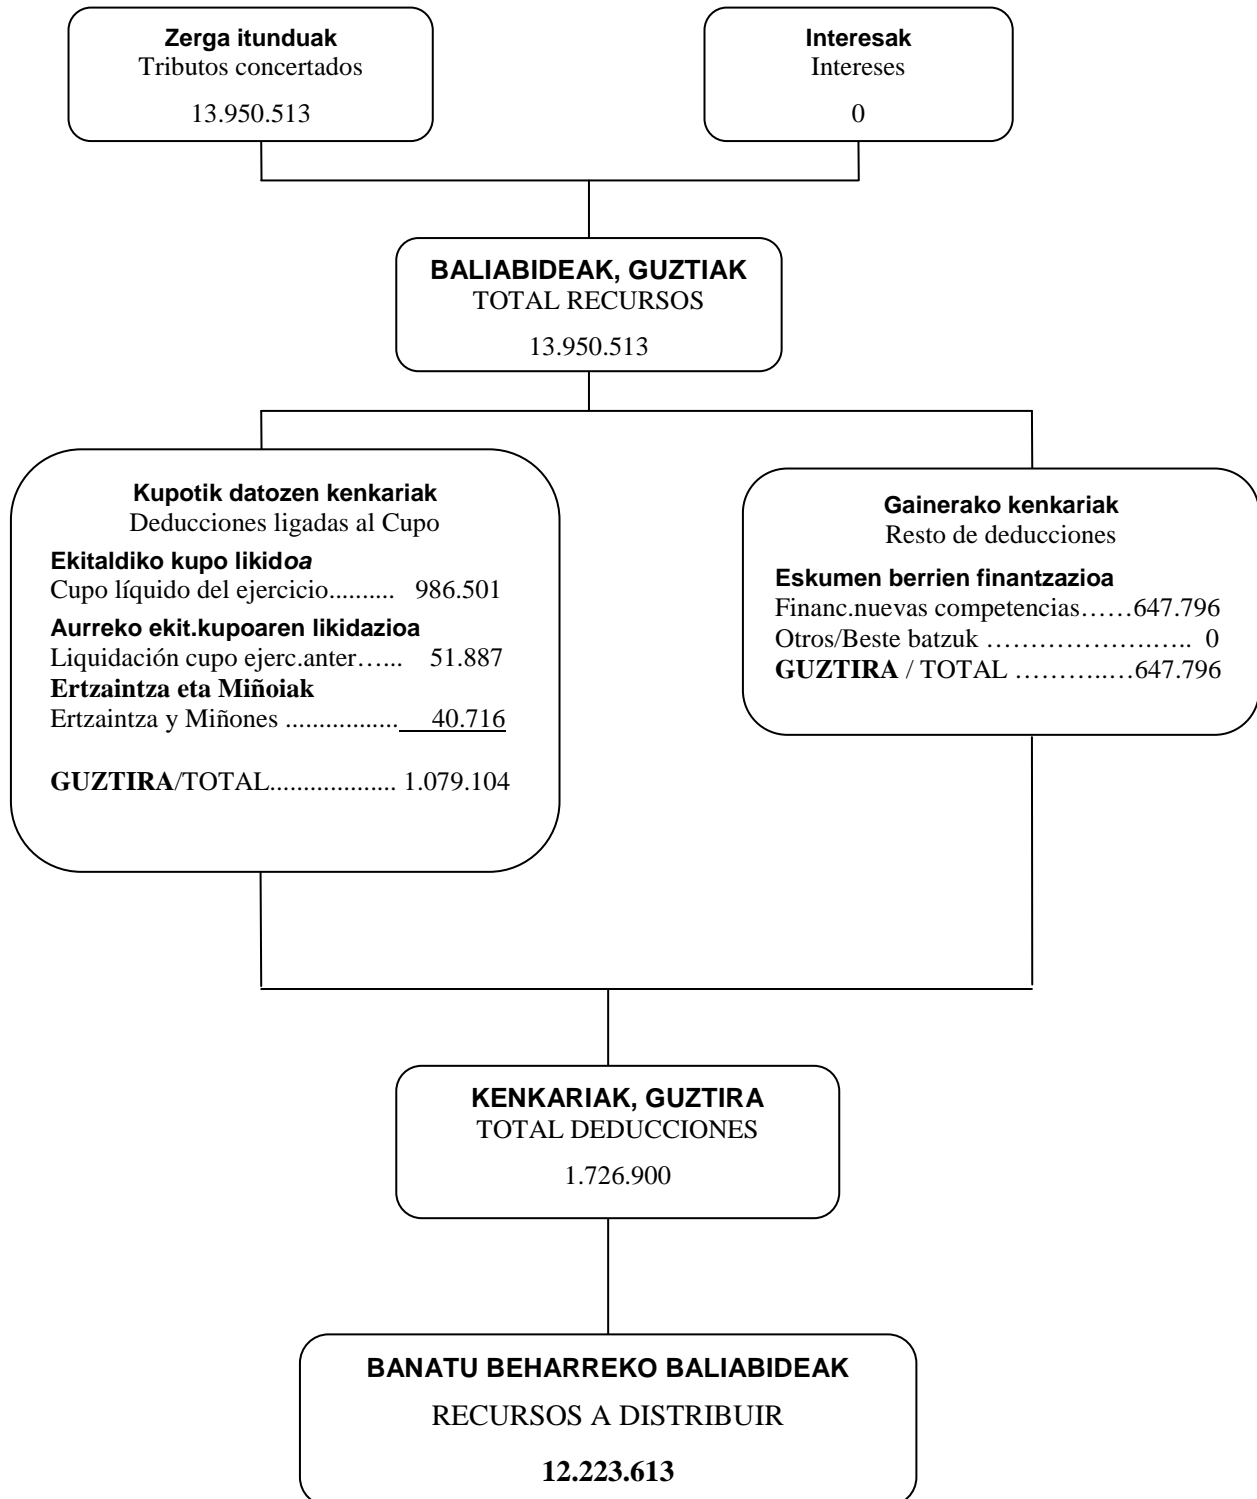 Zerga itunduak
Tributos concertados
13.950.513
Interesak
Intereses
0
BALIABIDEAK, GUZTIAK
TOTAL RECURSOS
13.950.513
Kupotik datozen kenkariak
Deducciones ligadas al Cupo
Ekitaldiko kupo likidoa
Cupo líquido del ejercicio.......... 986.501
Aurreko ekit.kupoaren likidazioa
Liquidación cupo ejerc.anter…... 51.887
Ertzaintza eta Miñoiak
Ertzaintza y Miñones ................. 40.716
GUZTIRA/TOTAL................... 1.079.104
Gainerako kenkariak
Resto de deducciones
Eskumen berrien finantzazioa
Financ.nuevas competencias……647.796
Otros/Beste batzuk ……………….….. 0
GUZTIRA / TOTAL ………..…647.796
KENKARIAK, GUZTIRA
TOTAL DEDUCCIONES
1.726.900
BANATU BEHARREKO BALIABIDEAK
RECURSOS A DISTRIBUIR
12.223.613